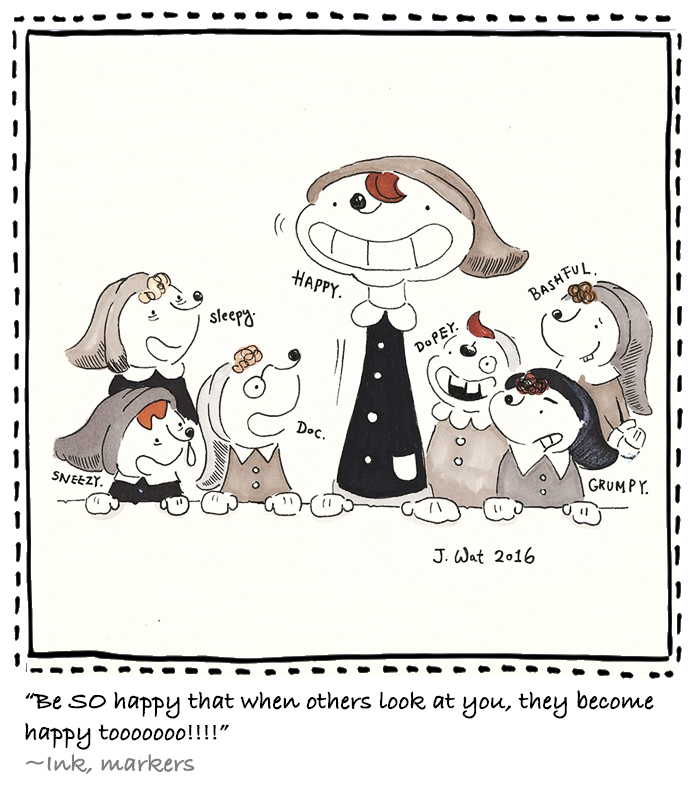 HAPPY.
BASHFUL.
sleepy.
DOPEY.
Doc.
SNEEZY.
GRUMPY.
J. Wat 2016
“Be SO happy that when others look at you, they become
happy tooooooo!!!!”
~Ink, markers